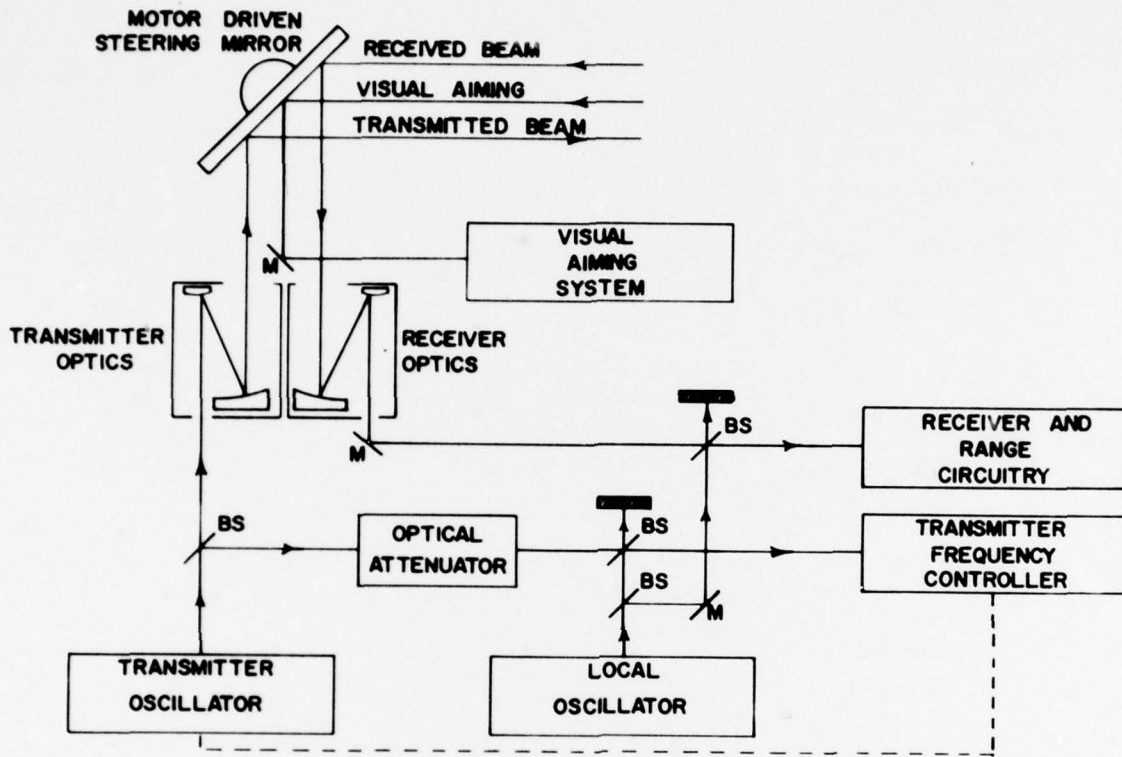 MOTOR DRIVEN
STEERING MIRROR
RECEIVED BEAM
VISUAL AIMING
TRANSMITTED BEAM
M
VISUAL
AIMING
SYSTEM
TRANSMITTER
OPTICS
RECEIVER
OPTICS
M
BS
RECEIVER AND
RANGE
CIRCUITRY
BS
OPTICAL
ATTENUATOR
BS
BS
M
TRANSMITTER
FREQUENCY
CONTROLLER
TRANSMITTER
OSCILLATOR
LOCAL
OSCILLATOR